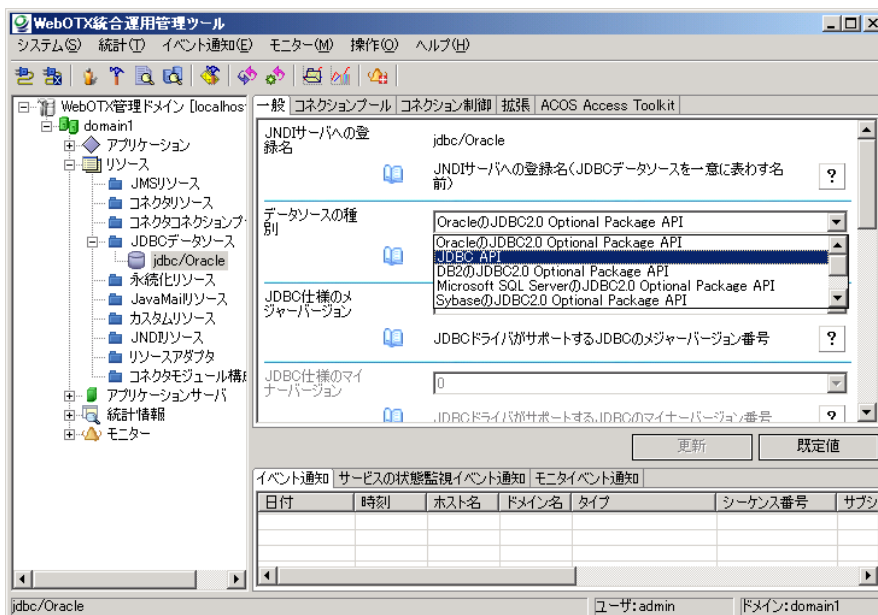 WebOTX統合運用管理ツール
システム(S) 統計(T) イベント通知(E) モニター(M) 操作(O) ヘルプ(H)
WebOTX管理ドメイン [localhos
domain1
アプリケーション
リソース
JMSリソース
コネクタリソース
コネクタコネクションプ
JDBCデータソース
jdbc/Oracle
永続化リソース
JavaMailリソース
カスタムリソース
JNDIリソース
リソースアダプタ
コネクタモジュール構成
アプリケーションサーバ
統計情報
モニター
一般 コネクションプール コネクション制御 拡張 ACOS Access Toolkit
JNDIサーバへの登録名
jdbc/Oracle
JNDIサーバへの登録名(JDBCデータソースを一意に表わす名前)
?
データソースの種別
OracleのJDBC2.0 Optional Package API
OracleのJDBC2.0 Optional Package API
JDBC API
DB2のJDBC2.0 Optional Package API
Microsoft SQL ServerのJDBC2.0 Optional Package API
SybaseのJDBC2.0 Optional Package API
JDBC仕様のメジャーバージョン
JDBCドライバがサポートするJDBCのメジャーバージョン番号
?
JDBC仕様のマイナーバージョン
0
JDBCドライバがサポートするJDBCのマイナーバージョン番号
?
更新 既定値
イベント通知 サービスの状態監視イベント通知 モニタイベント通知
日付 時刻 ホスト名 ドメイン名 タイプ シーケンス番号 サブシ
jdbc/Oracle ユーザ:admin ドメイン:domain1